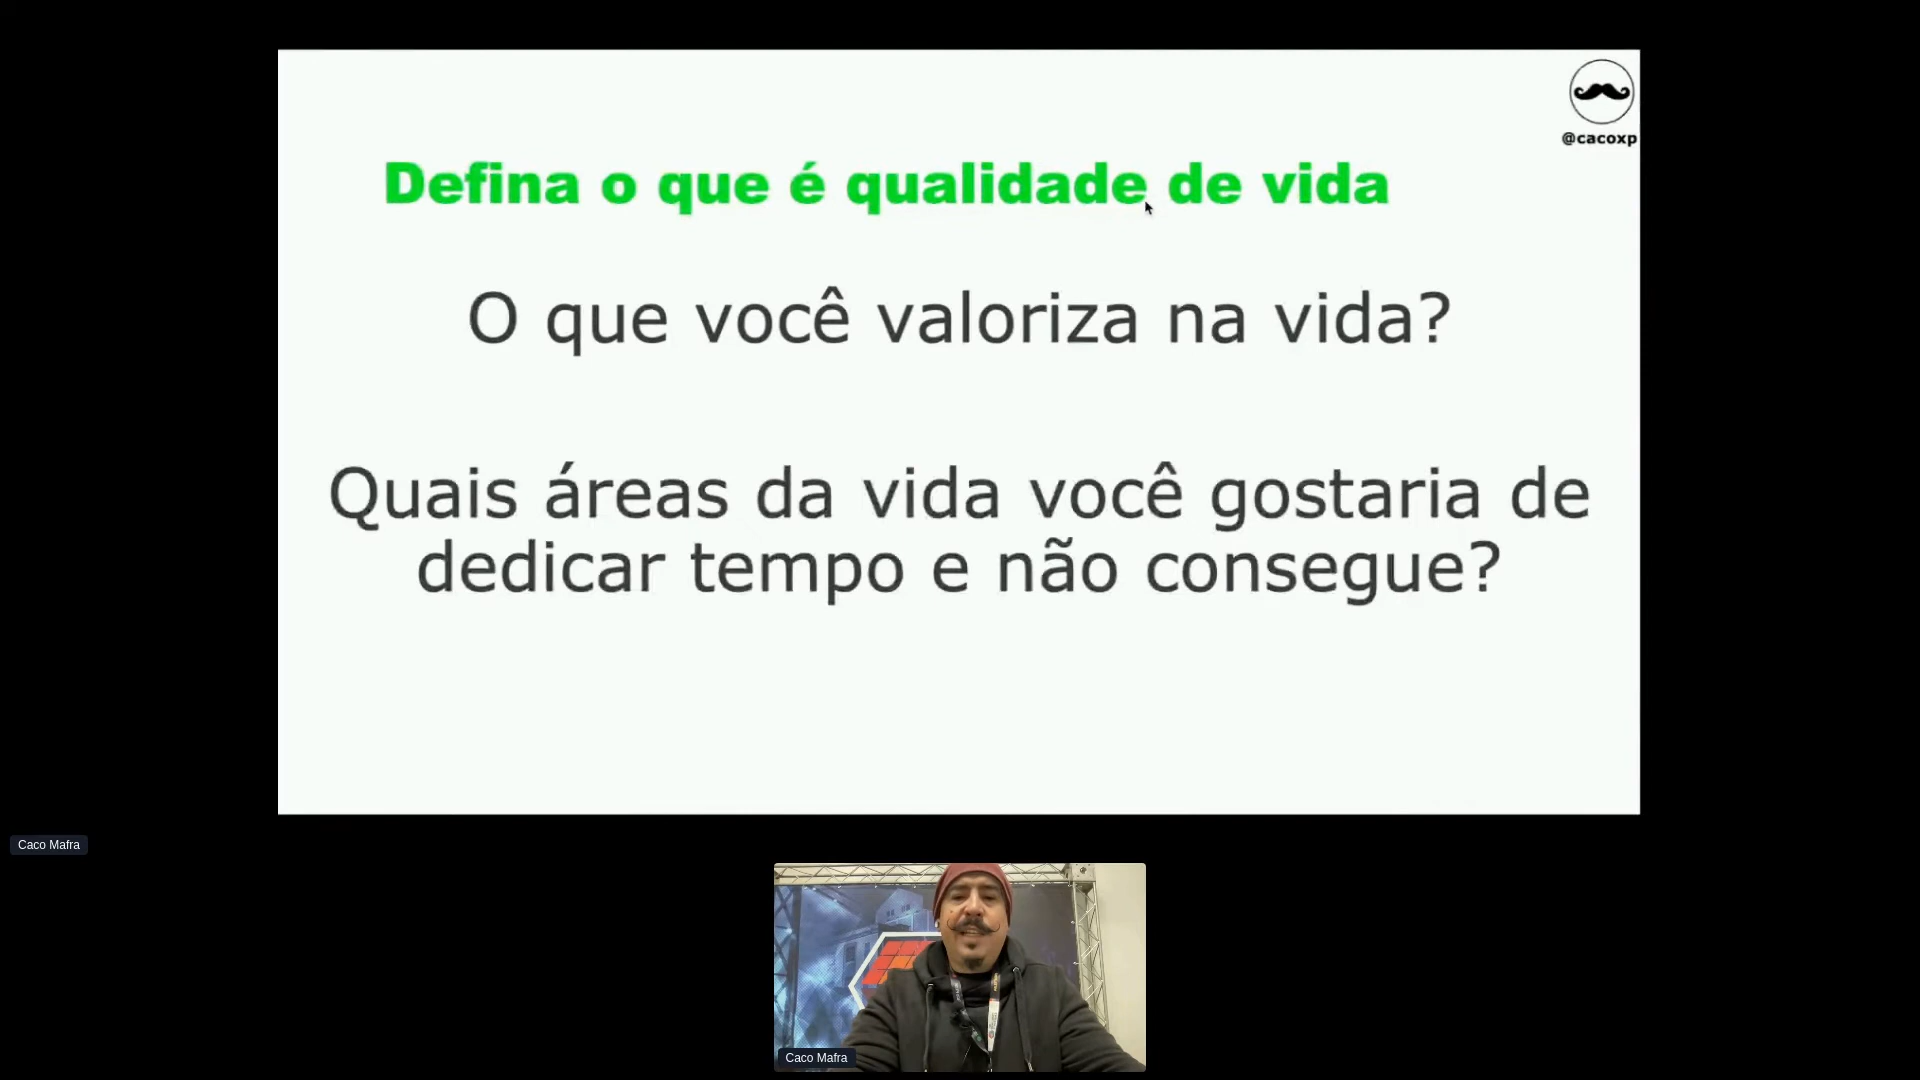 @cacoxp
Defina o que é qualidade de vida
O que você valoriza na vida?
Quais áreas da vida você gostaria de
dedicar tempo e não consegue?
Caco Mafra
Caco Mafra